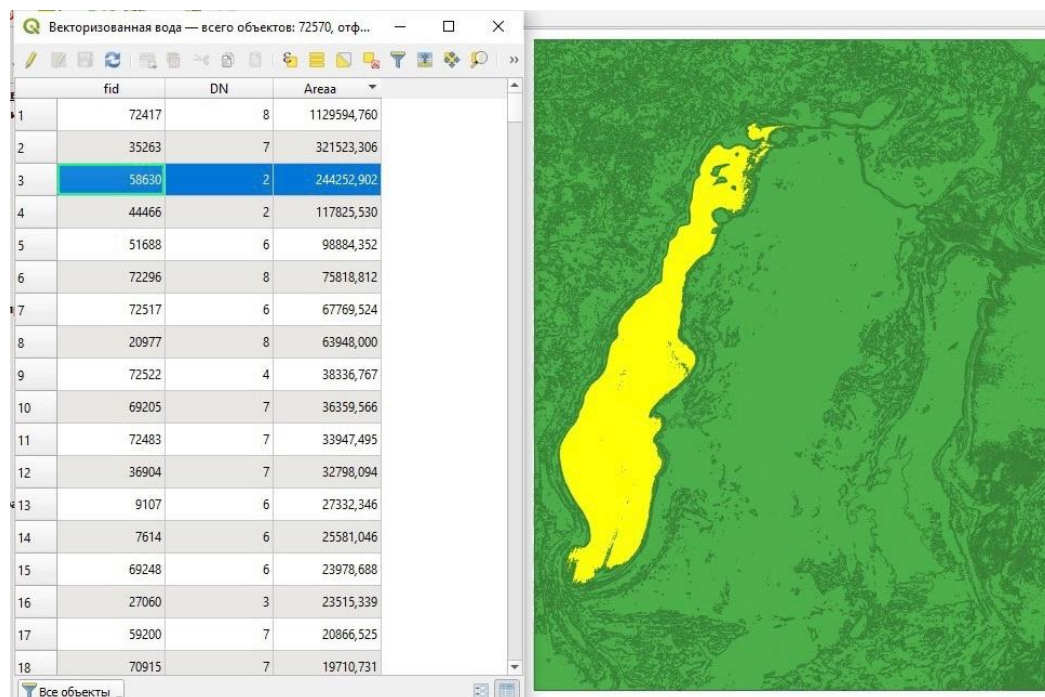 Векторизованная вода — всего объектов: 72570, отф...
fid DN Areaa
1 72417 8 1129594,760
2 35263 7 321523,306
3 58630 2 244252,902
4 44466 2 117825,530
5 51688 6 98884,352
6 72296 8 75818,812
7 72517 6 67769,524
8 20977 8 63948,000
9 72522 4 38336,767
10 69205 7 36359,566
11 72483 7 33947,495
12 36904 7 32798,094
13 9107 6 27332,346
14 7614 6 25581,046
15 69248 6 23978,688
16 27060 3 23515,339
17 59200 7 20866,525
18 70915 7 19710,731
Все объекты